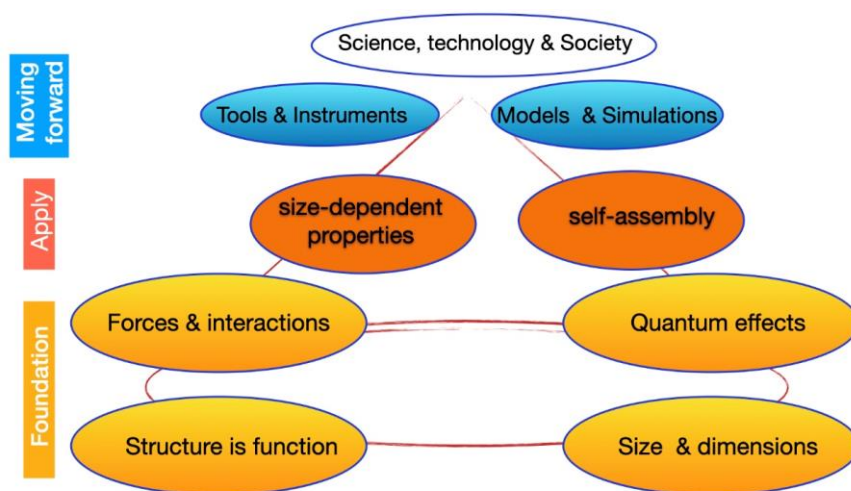 Science, technology & Society
Moving
forward
Tools & Instruments
Models & Simulations
Apply
size-dependent
properties
self-assembly
Foundation
Forces & interactions
Quantum effects
Structure is function
Size & dimensions